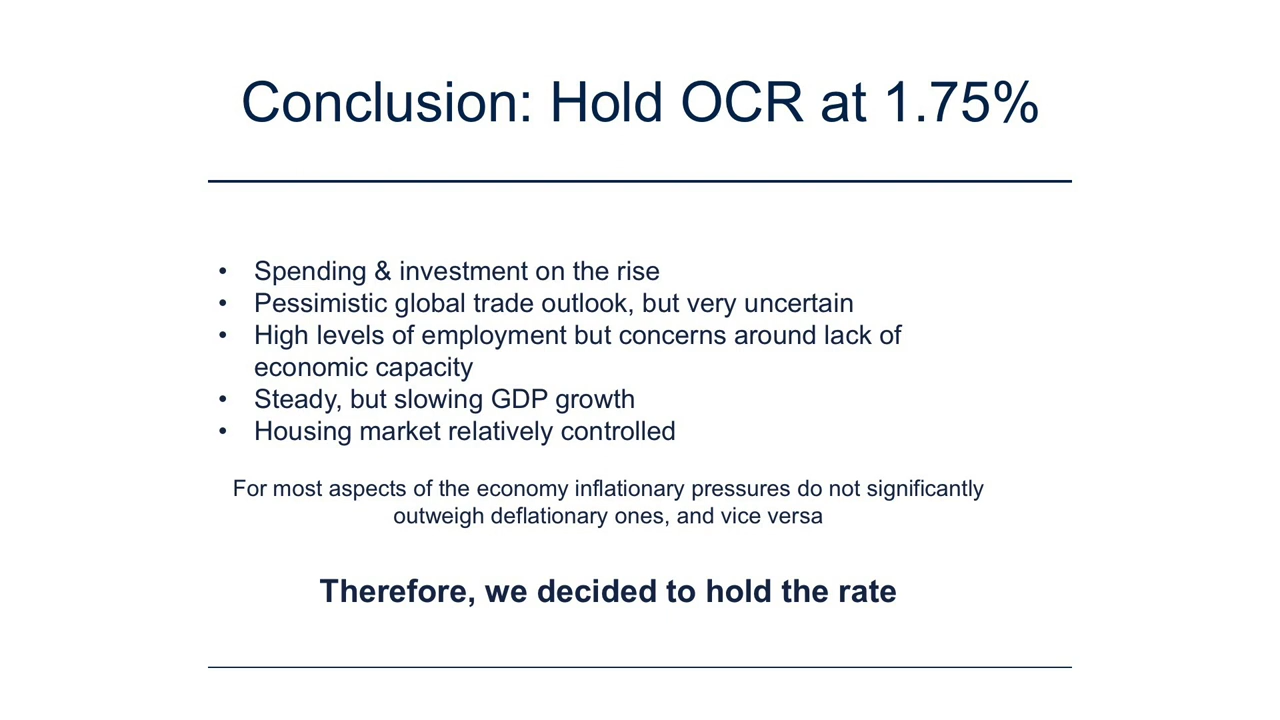 Conclusion: Hold OCR at 1.75%
• Spending & investment on the rise
• Pessimistic global trade outlook, but very uncertain
• High levels of employment but concerns around lack of
economic capacity
• Steady, but slowing GDP growth
• Housing market relatively controlled
For most aspects of the economy inflationary pressures do not significantly
outweigh deflationary ones, and vice versa
Therefore, we decided to hold the rate